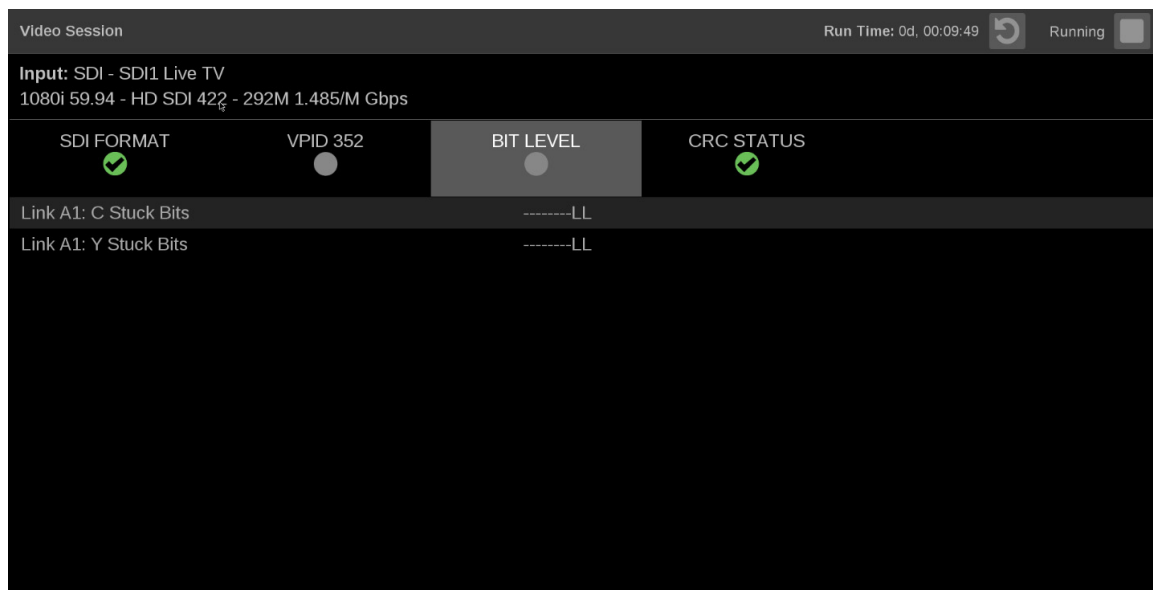 Video Session Run Time: 0d, 00:09:49 Running
Input: SDI - SDI1 Live TV
1080i 59.94 - HD SDI 422 - 292M 1.485/M Gbps
SDI FORMAT VPID 352 BIT LEVEL CRC STATUS
Link A1: C Stuck Bits --------LL
Link A1: Y Stuck Bits --------LL